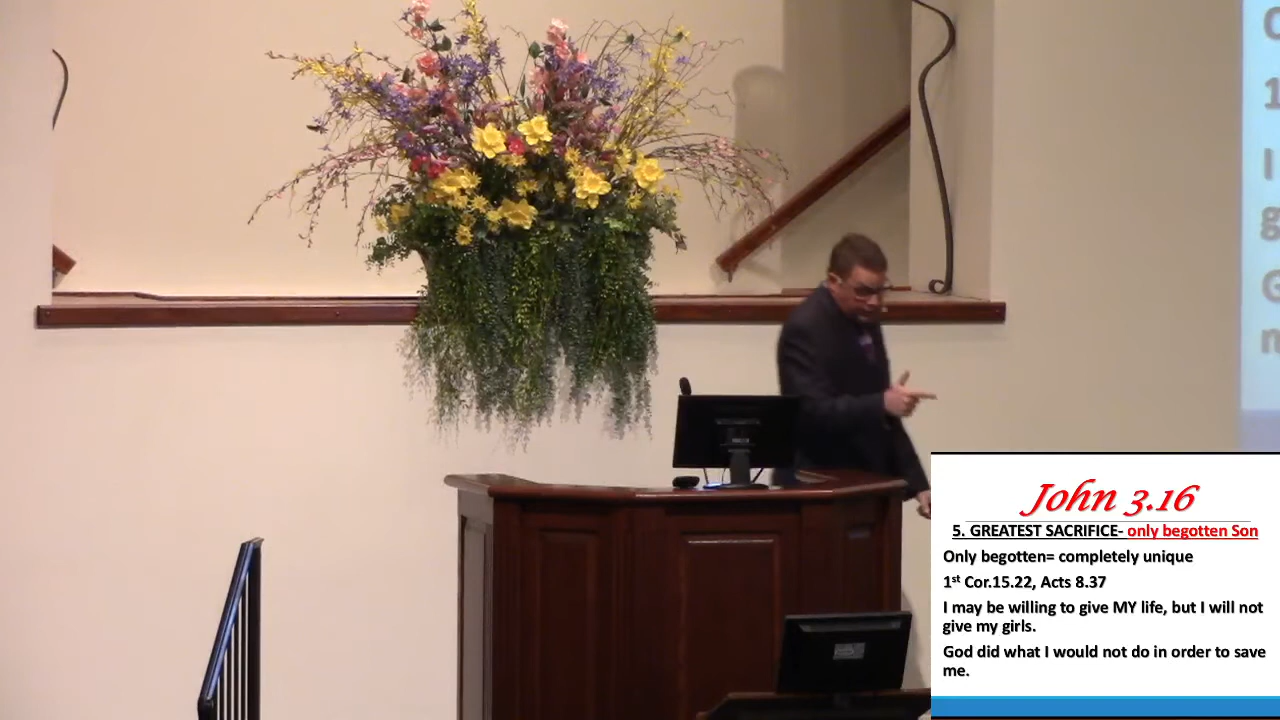 John 3.16
5. GREATEST SACRIFICE- only begotten Son
Only begotten= completely unique
1st Cor.15.22, Acts 8.37
I may be willing to give MY life, but I will not
give my girls.
God did what I would not do in order to save
me.